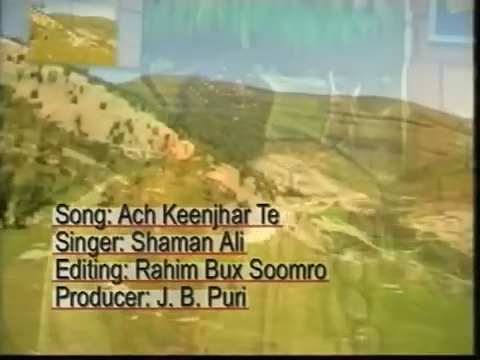 Song: Ach Keenjhar Te
Singer: Shaman Ali
Editing: Rahim Bux Soomro
Producer: J. B. Puri